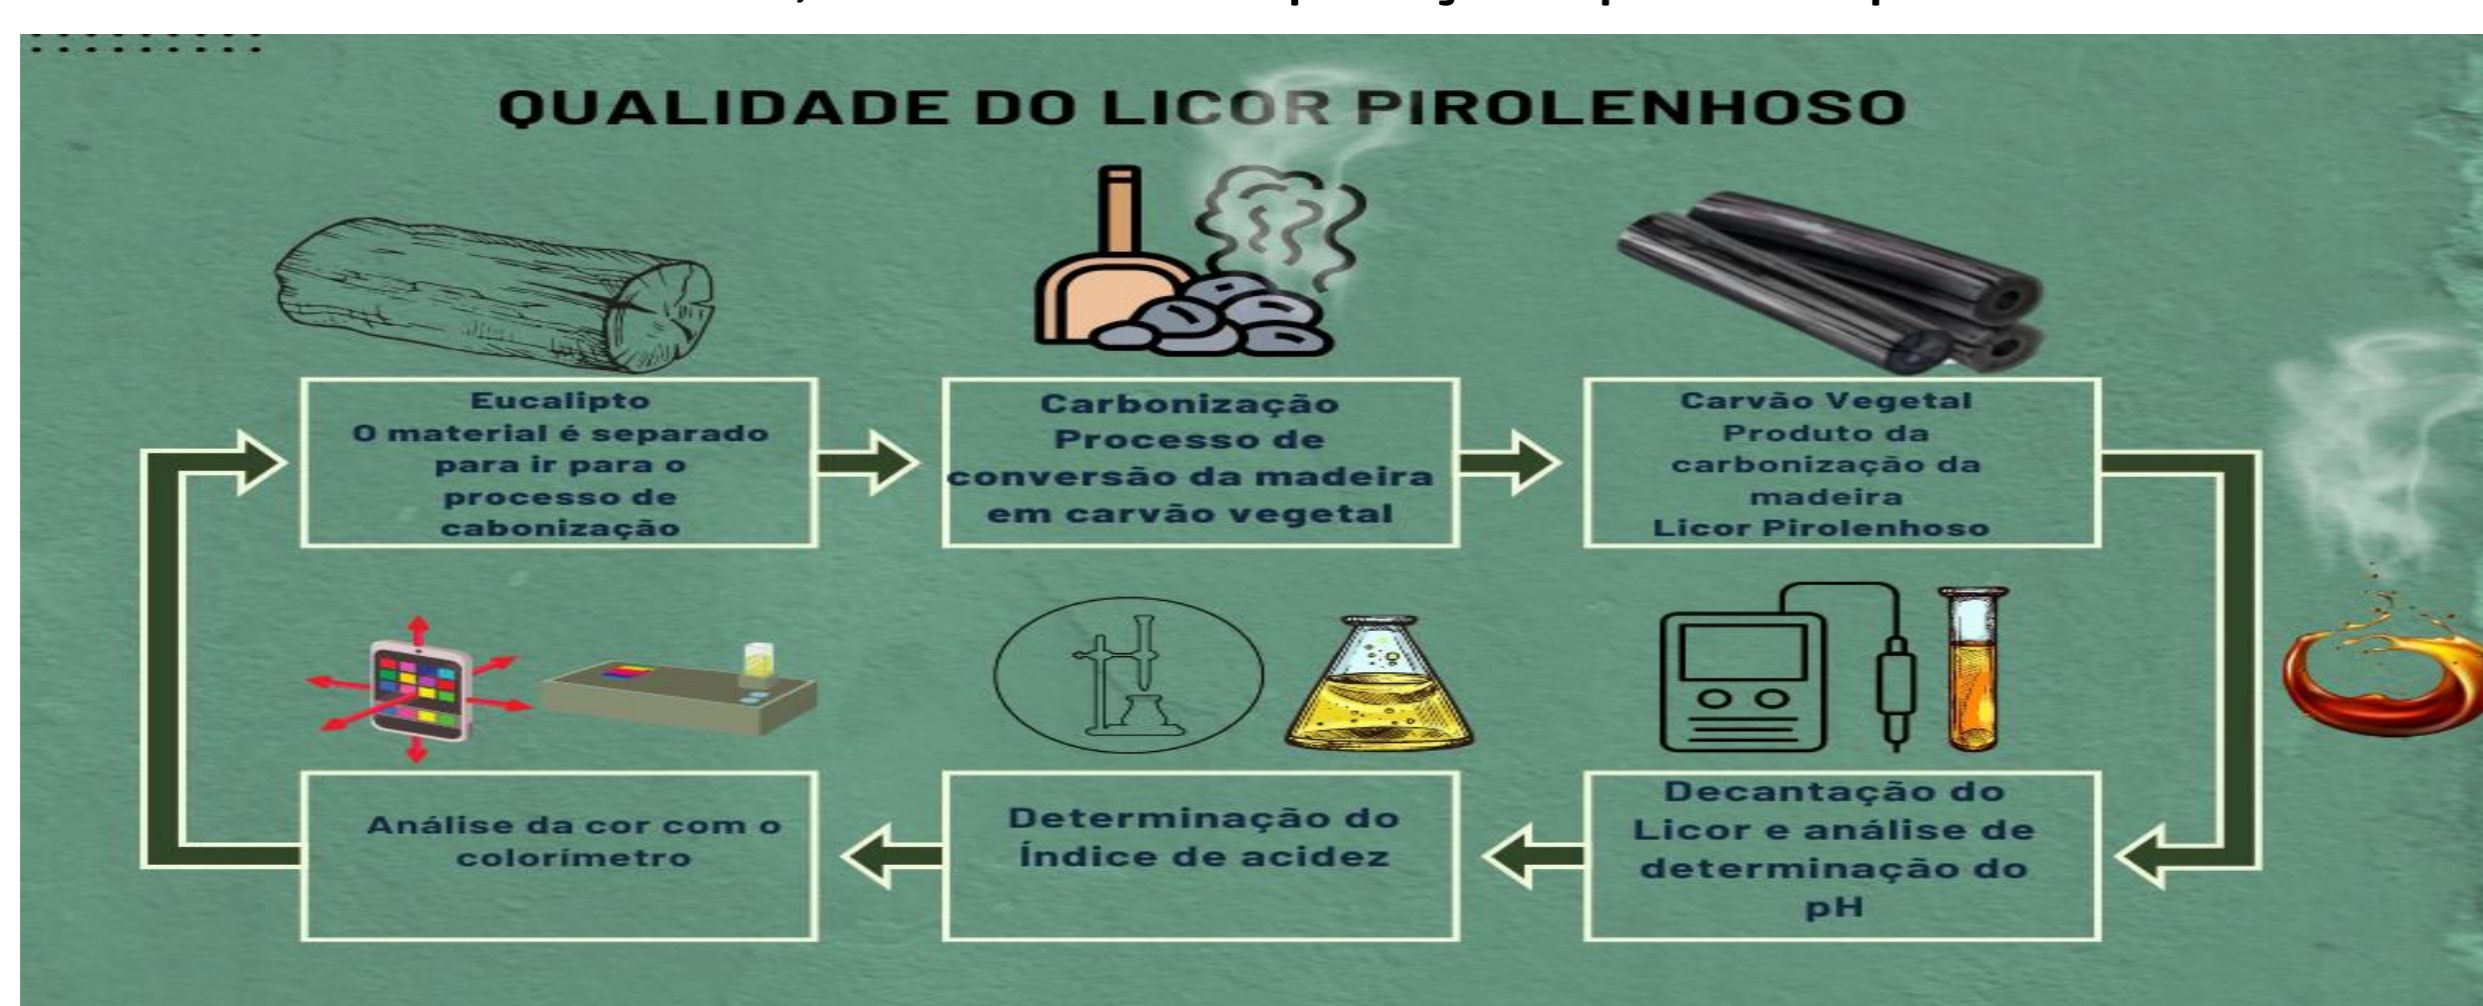 QUALIDADE DO LICOR PIROLENHOSO
Eucalipto
O material é separado
para ir para o
processo de
cabonização
Carbonização
Processo de
conversão da madeira
em carvão vegetal
Carvão Vegetal
Produto da
carbonização da
madeira
Licor Pirolenhoso
Decantação do
Licor e análise de
determinação do
pH
Determinação do
Índice de acidez
Análise da cor com o
colorímetro